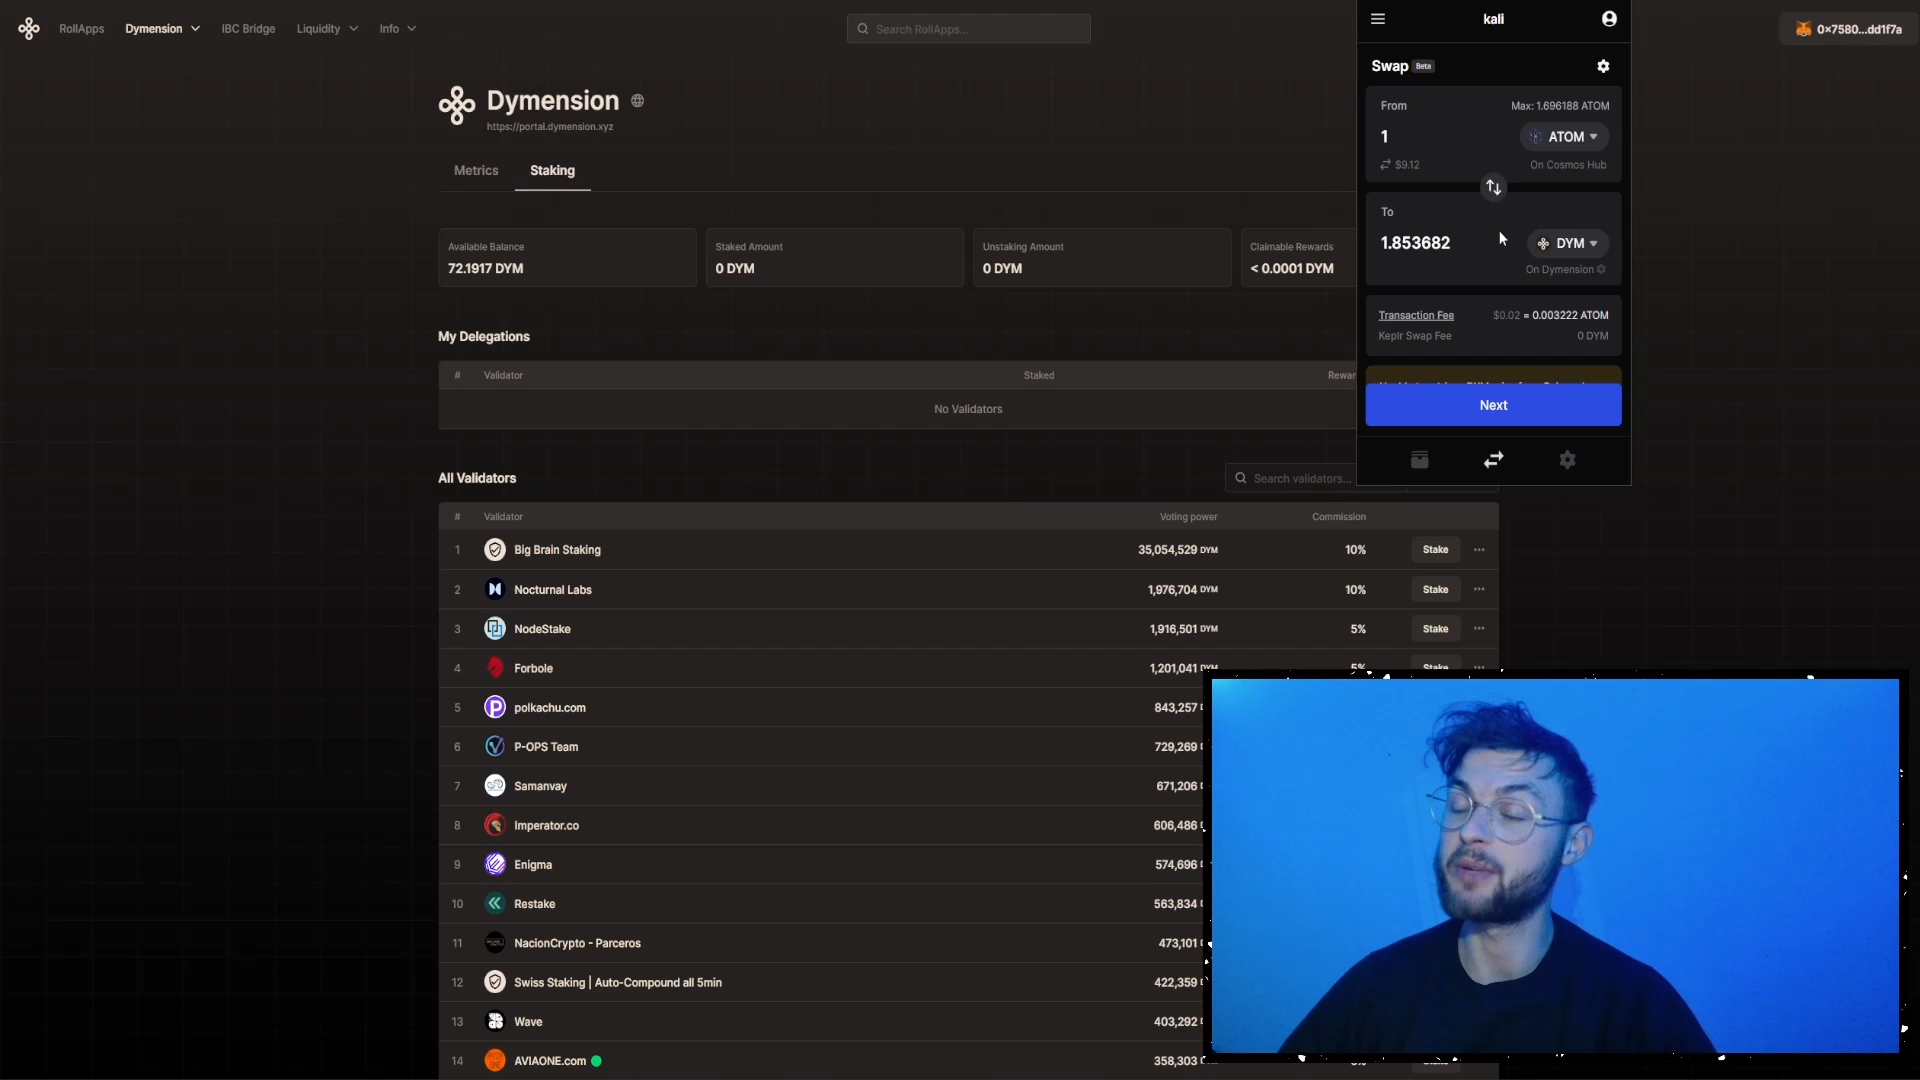 RollApps
Dymension
IBC Bridge
Liquidity
Info
Search RollApps...
0x7580...dd1f7a
Dymension
https://portal.dymension.xyz
Metrics
Staking
Available Balance
72.1917 DYM
Staked Amount
0 DYM
Unstaking Amount
0 DYM
Claimable Rewards
< 0.0001 DYM
My Delegations
# Validator Staked Rewar
No Validators
All Validators
Search validators...
# Validator Voting power Commission
1 Big Brain Staking 35,054,529 DYM 10% Stake ...
2 Nocturnal Labs 1,976,704 DYM 10% Stake ...
3 NodeStake 1,916,501 DYM 5% Stake ...
4 Forbole 1,201,041 DYM 5% Stake ...
5 polkachu.com 843,257
6 P-OPS Team 729,269
7 Samanvay 671,206
8 Imperator.co 606,486
9 Enigma 574,696
10 Restake 563,834
11 NacionCrypto - Parceros 473,101
12 Swiss Staking | Auto-Compound all 5min 422,359
13 Wave 403,292
14 AVIAONE.com 358,303
kali
Swap Beta
From Max: 1.696188 ATOM
1 ATOM
$9.12 On Cosmos Hub
To
1.853682 DYM
On Dymension
Transaction Fee $0.02 = 0.003222 ATOM
Keplr Swap Fee 0 DYM
Next